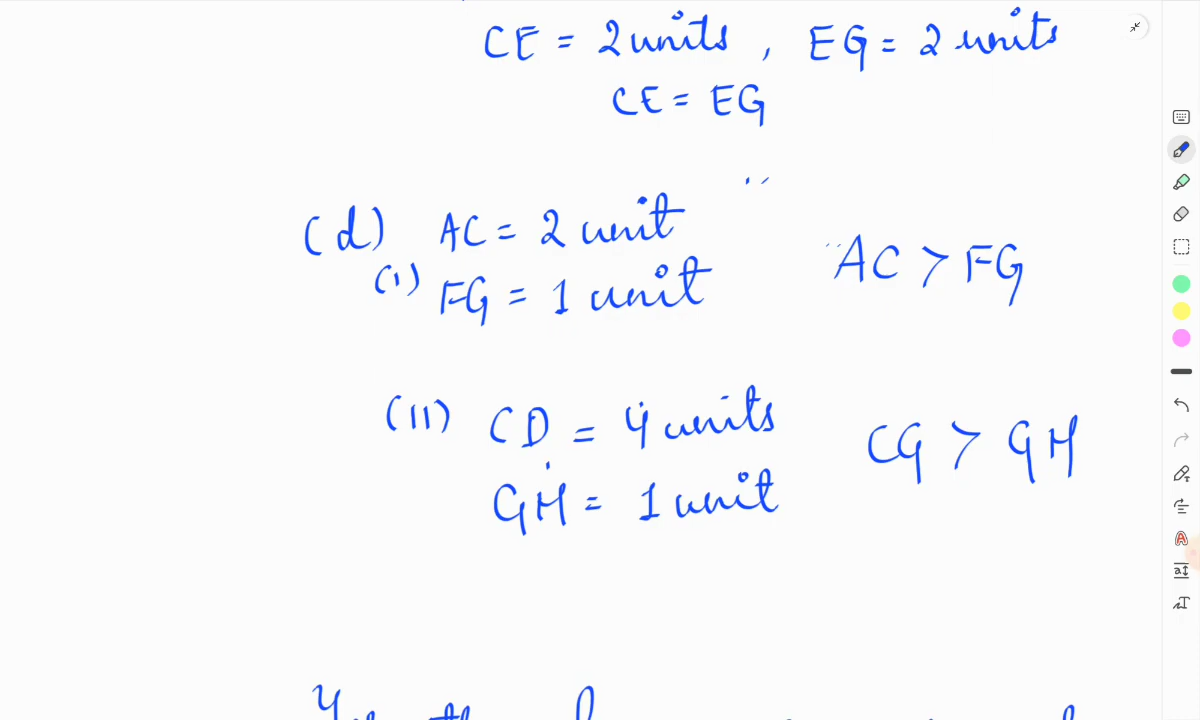 CE = 2 units , EG = 2 units
CE = EG
(d) AC = 2 unit
(i) FG = 1 unit
AC > FG
(ii) CD = 4 units
GH = 1 unit
CG > GH